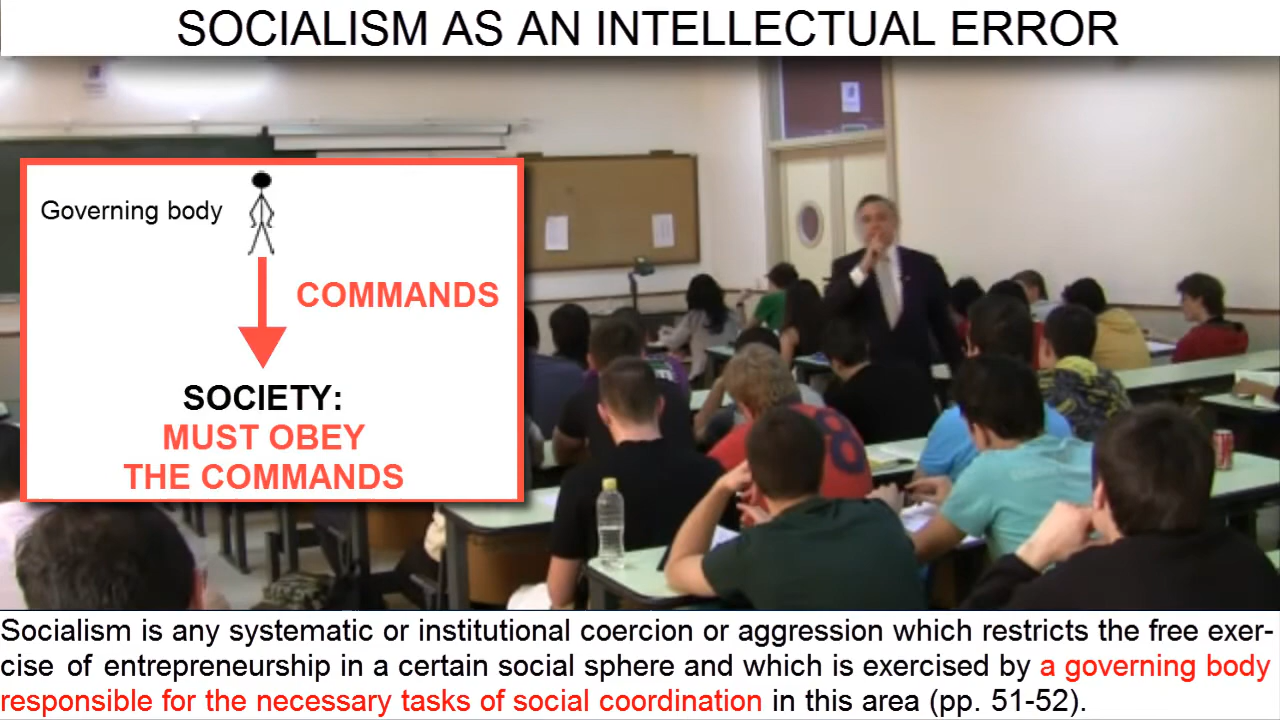 SOCIALISM AS AN INTELLECTUAL ERROR
Governing body
COMMANDS
SOCIETY:
MUST OBEY
THE COMMANDS
8
Socialism is any systematic or institutional coercion or aggression which restricts the free exer-
cise of entrepreneurship in a certain social sphere and which is exercised by a governing body
responsible for the necessary tasks of social coordination in this area (pp. 51-52).